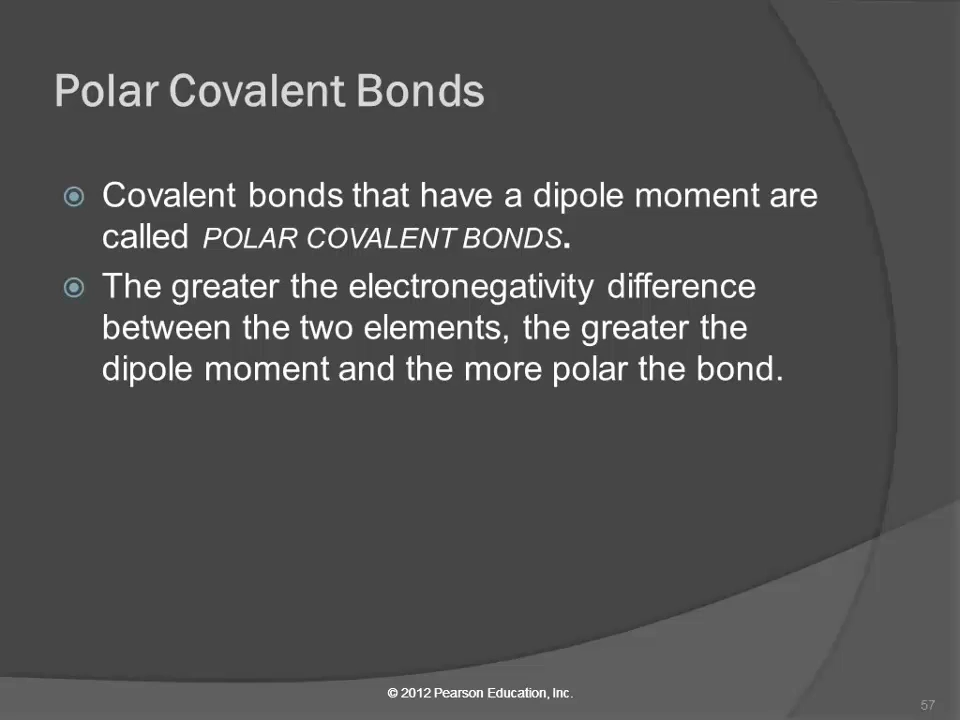 Polar Covalent Bonds
Covalent bonds that have a dipole moment are
called POLAR COVALENT BONDS.
The greater the electronegativity difference
between the two elements, the greater the
dipole moment and the more polar the bond.
© 2012 Pearson Education, Inc.
57